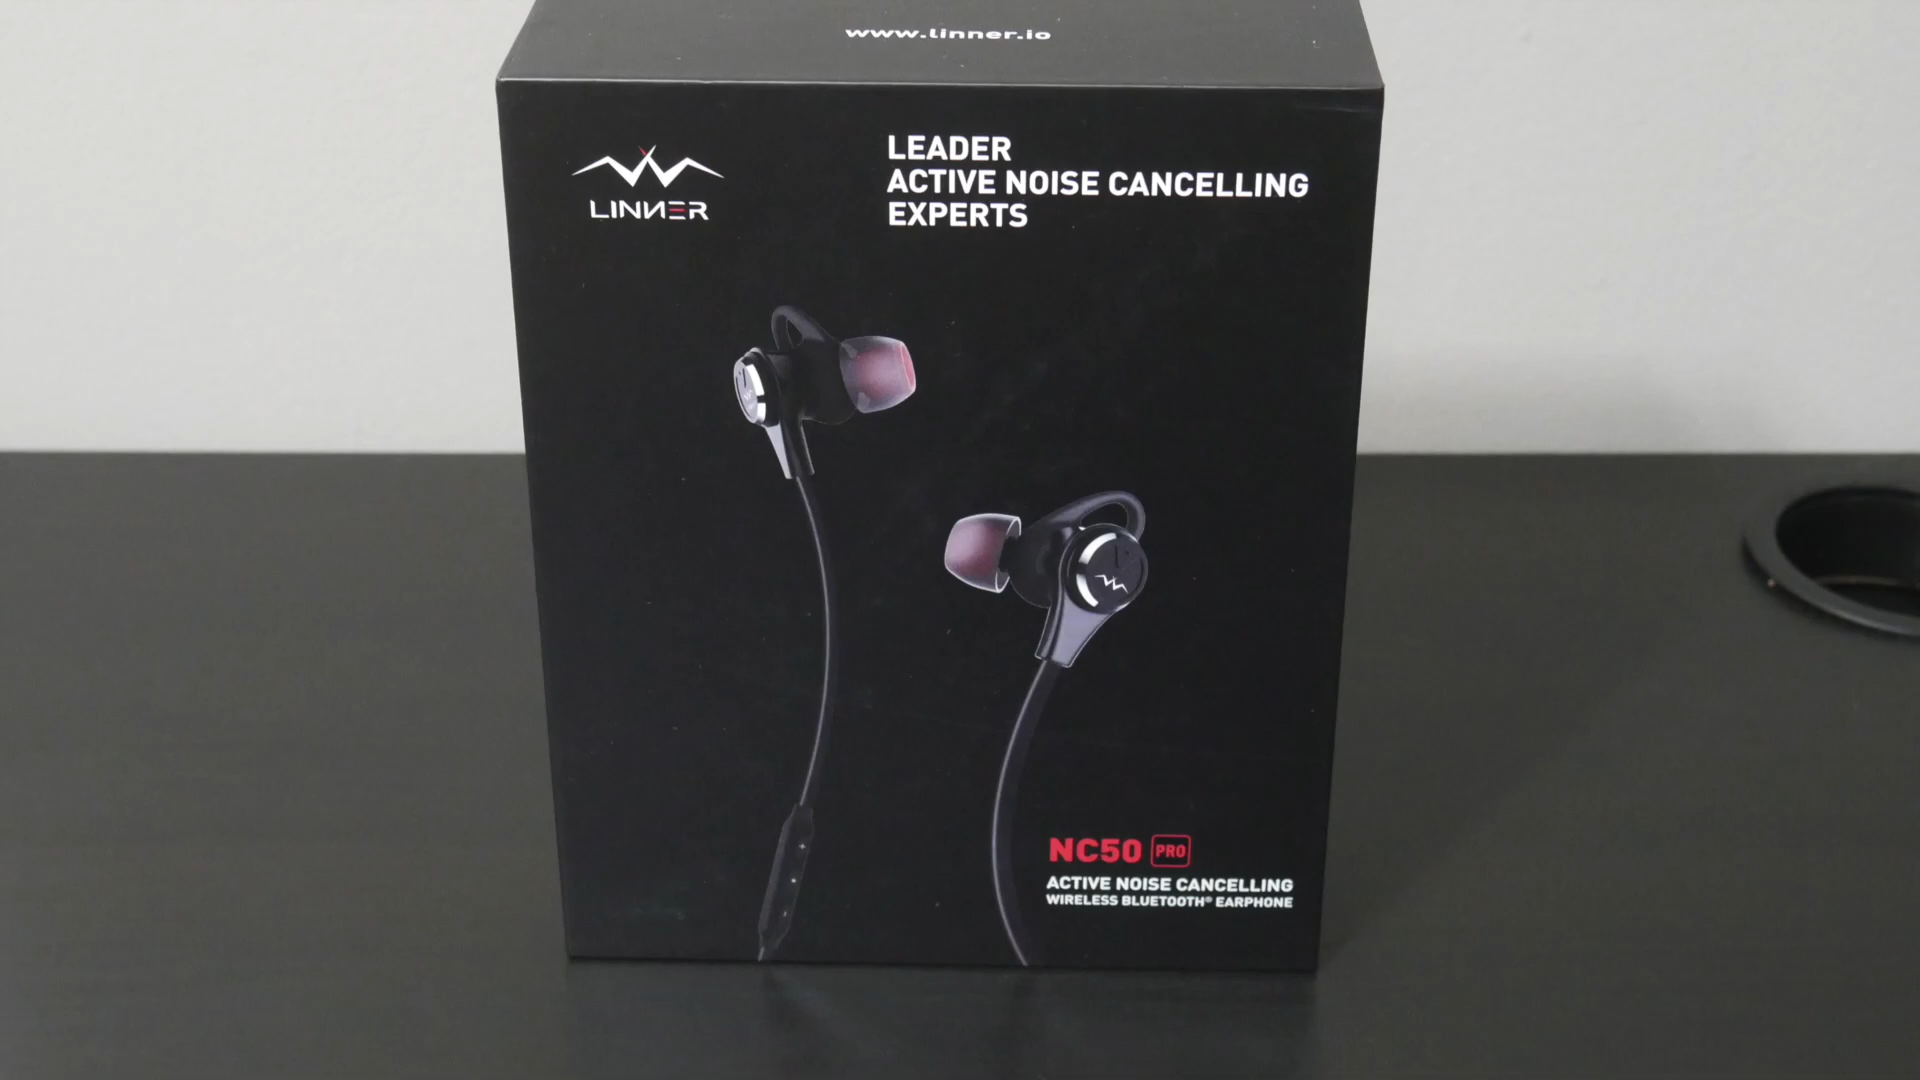 www.linner.io
LINNER
LEADER
ACTIVE NOISE CANCELLING
EXPERTS
NC50 PRO
ACTIVE NOISE CANCELLING
WIRELESS BLUETOOTH® EARPHONE